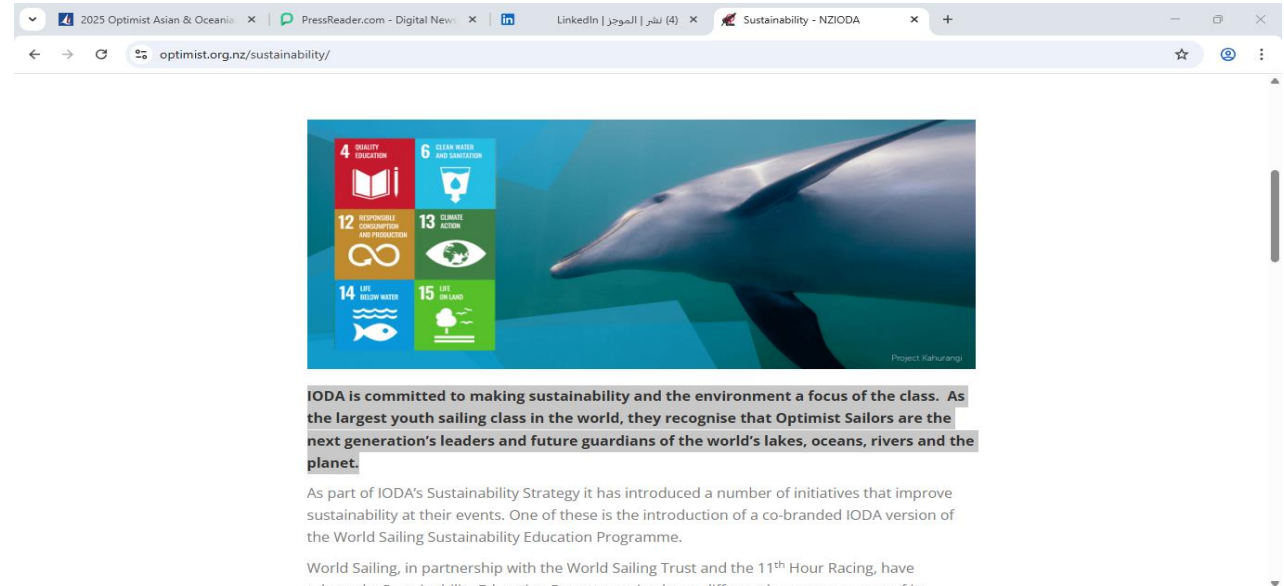 2025 Optimist Asian & Oceania
PressReader.com - Digital News
(4) نشر | الموجز | LinkedIn
Sustainability - NZIODA
optimist.org.nz/sustainability/
4 QUALITY EDUCATION
6 CLEAN WATER AND SANITATION
12 RESPONSIBLE CONSUMPTION AND PRODUCTION
13 CLIMATE ACTION
14 LIFE BELOW WATER
15 LIFE ON LAND
Project Kahurangi
IODA is committed to making sustainability and the environment a focus of the class. As
the largest youth sailing class in the world, they recognise that Optimist Sailors are the
next generation’s leaders and future guardians of the world’s lakes, oceans, rivers and the
planet.
As part of IODA’s Sustainability Strategy it has introduced a number of initiatives that improve
sustainability at their events. One of these is the introduction of a co-branded IODA version of
the World Sailing Sustainability Education Programme.
World Sailing, in partnership with the World Sailing Trust and the 11th Hour Racing, have